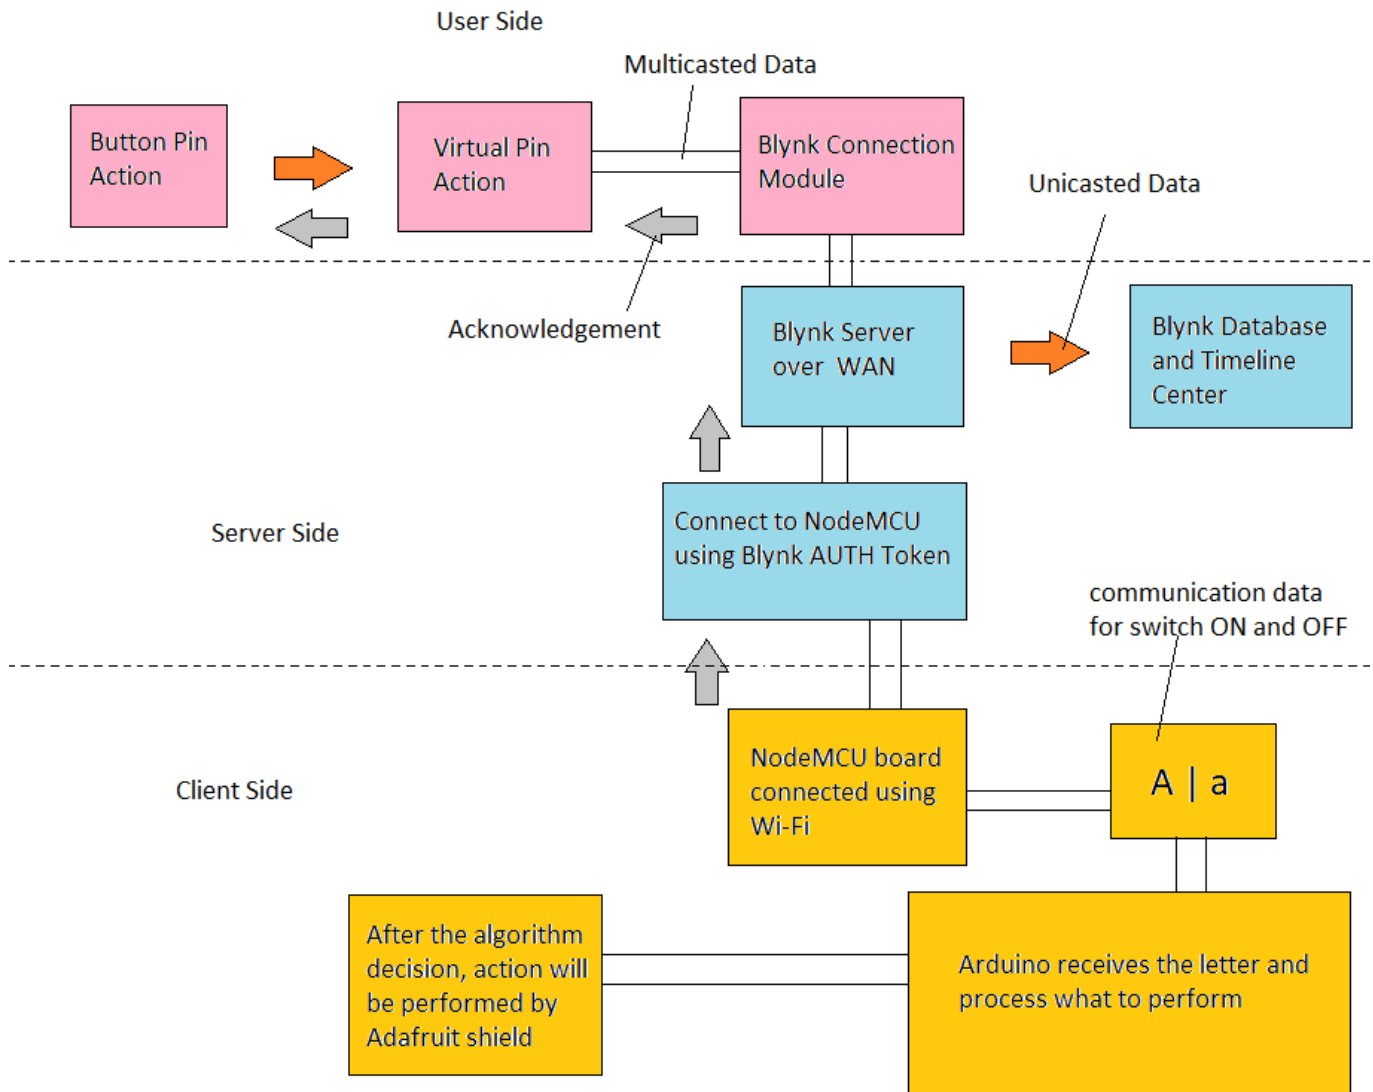 User Side
Multicasted Data
Button Pin
Action
Virtual Pin
Action
Blynk Connection
Module
Unicasted Data
Acknowledgement
Blynk Server
over WAN
Blynk Database
and Timeline
Center
Server Side
Connect to NodeMCU
using Blynk AUTH Token
communication data
for switch ON and OFF
Client Side
NodeMCU board
connected using
Wi-Fi
A | a
After the algorithm
decision, action will
be performed by
Adafruit shield
Arduino receives the letter and
process what to perform